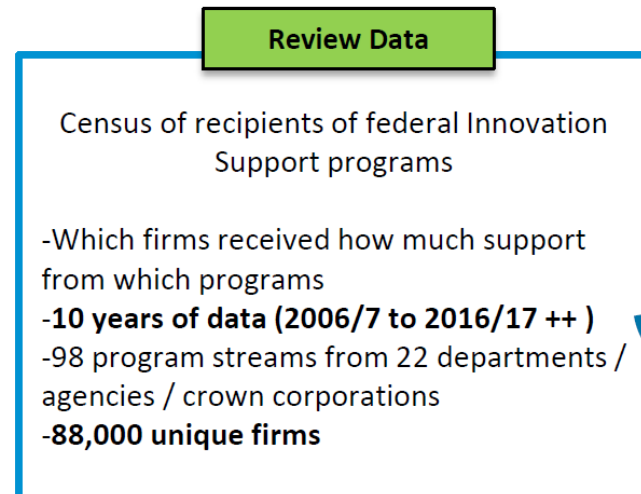 Review Data
Census of recipients of federal Innovation
Support programs
-Which firms received how much support
from which programs
-10 years of data (2006/7 to 2016/17 ++ )
-98 program streams from 22 departments /
agencies / crown corporations
-88,000 unique firms